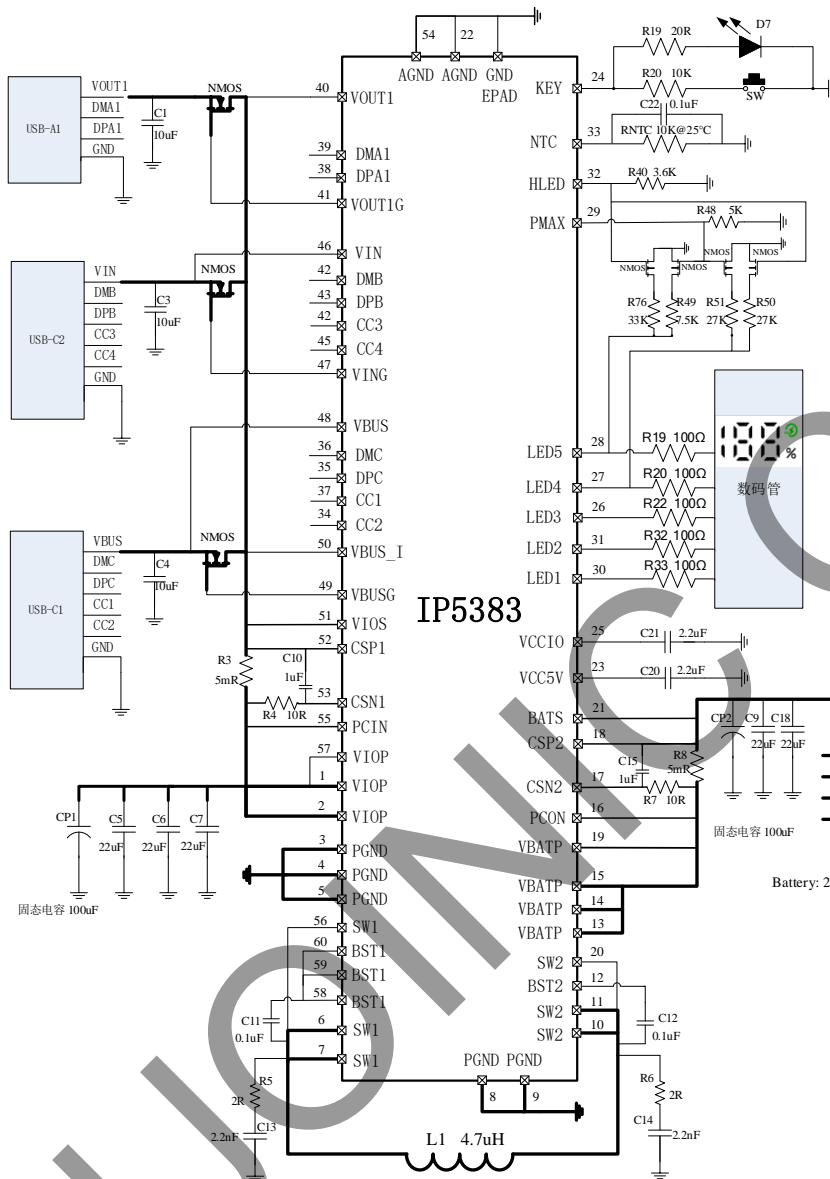 54
22
AGND
AGND
GND
EPAD
R19 20R
D7
24
KEY
R20 10K
SW
C22 0.1uF
33
NTC
RNTC 10K@25℃
32
HLED
R40 3.6K
29
PMAX
R48 5K
NMOS
NMOS
NMOS
NMOS
R76
33K
R49
7.5K
R51
27K
R50
27K
USB-A1
VOUT1
DMA1
DPA1
GND
C1
10uF
NMOS
40
VOUT1
39
DMA1
38
DPA1
41
VOUT1G
USB-C2
VIN
DMB
DPB
CC3
CC4
GND
C3
10uF
NMOS
46
VIN
42
DMB
43
DPB
42
CC3
45
CC4
47
VING
48
VBUS
36
DMC
35
DPC
37
CC1
34
CC2
50
VBUS_I
49
VBUSG
51
VIOS
52
CSP1
53
CSN1
55
PCIN
57
VIOP
1
VIOP
2
VIOP
3
PGND
4
PGND
5
PGND
56
SW1
60
BST1
59
BST1
58
BST1
6
SW1
7
SW1
USB-C1
VBUS
DMC
DPC
CC1
CC2
GND
C4
10uF
NMOS
R3
5mR
C10
1uF
R4 10R
CP1
C5
22uF
C6
22uF
C7
22uF
固态电容 100uF
C11
0.1uF
R5
2R
C13
2.2nF
IP5383
28
LED5
R19 100Ω
27
LED4
R20 100Ω
26
LED3
R22 100Ω
31
LED2
R32 100Ω
30
LED1
R33 100Ω
188
%
数码管
25
VCCIO
C21 2.2uF
23
VCC5V
C20 2.2uF
21
BATS
18
CSP2
17
CSN2
16
PCON
19
VBATP
15
VBATP
14
VBATP
13
VBATP
20
SW2
12
BST2
11
SW2
10
SW2
C15
1uF
R8
5mR
R7 10R
CP2
C9
22uF
C18
22uF
固态电容 100uF
Battery: 2
C12
0.1uF
R6
2R
C14
2.2nF
PGND PGND
8
9
L1 4.7uH